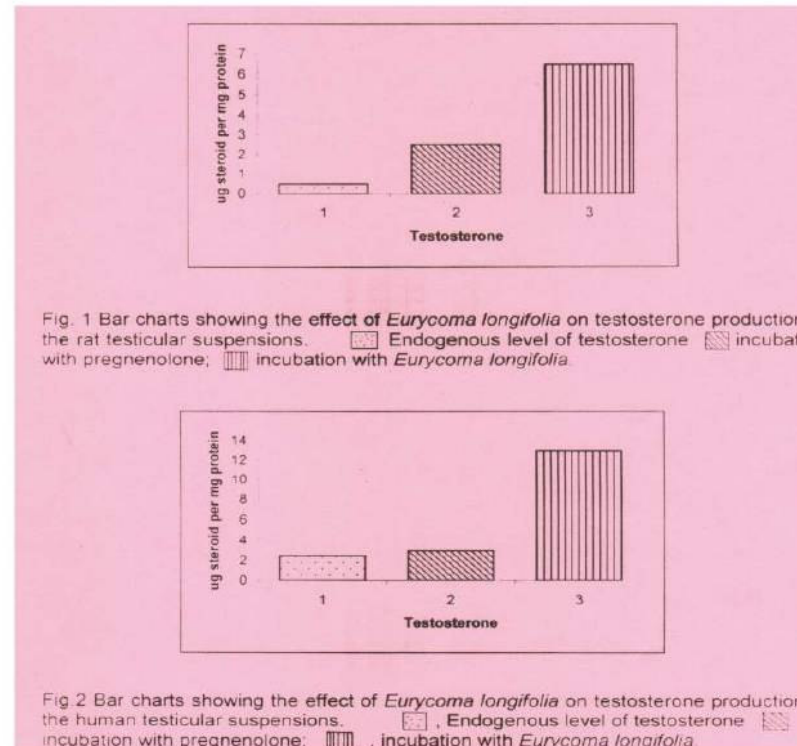 ug steroid per mg protein
7
6
5
4
3
2
1
0
1 2 3
Testosterone
Fig. 1 Bar charts showing the effect of Eurycoma longifolia on testosterone production
the rat testicular suspensions. Endogenous level of testosterone incubat
with pregnenolone; incubation with Eurycoma longifolia.
ug steroid per mg protein
14
12
10
8
6
4
2
0
1 2 3
Testosterone
Fig.2 Bar charts showing the effect of Eurycoma longifolia on testosterone production
the human testicular suspensions. , Endogenous level of testosterone
incubation with pregnenolone; , incubation with Eurycoma longifolia